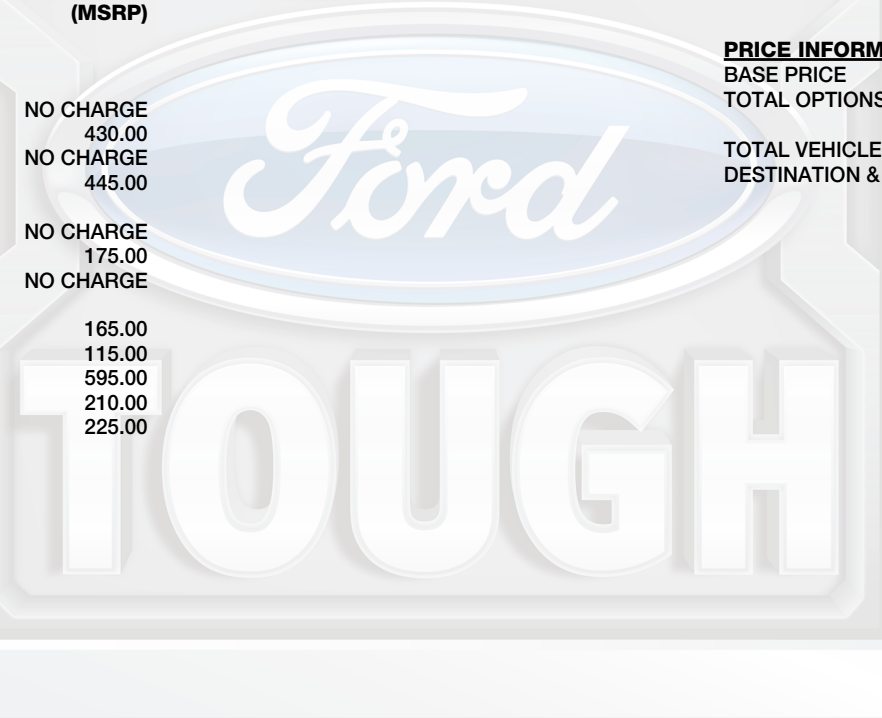 (MSRP)
NO CHARGE
430.00
NO CHARGE
445.00
NO CHARGE
175.00
NO CHARGE
165.00
115.00
595.00
210.00
225.00
PRICE INFORM
BASE PRICE
TOTAL OPTIONS
TOTAL VEHICLE
DESTINATION &
Ford
TOUGH